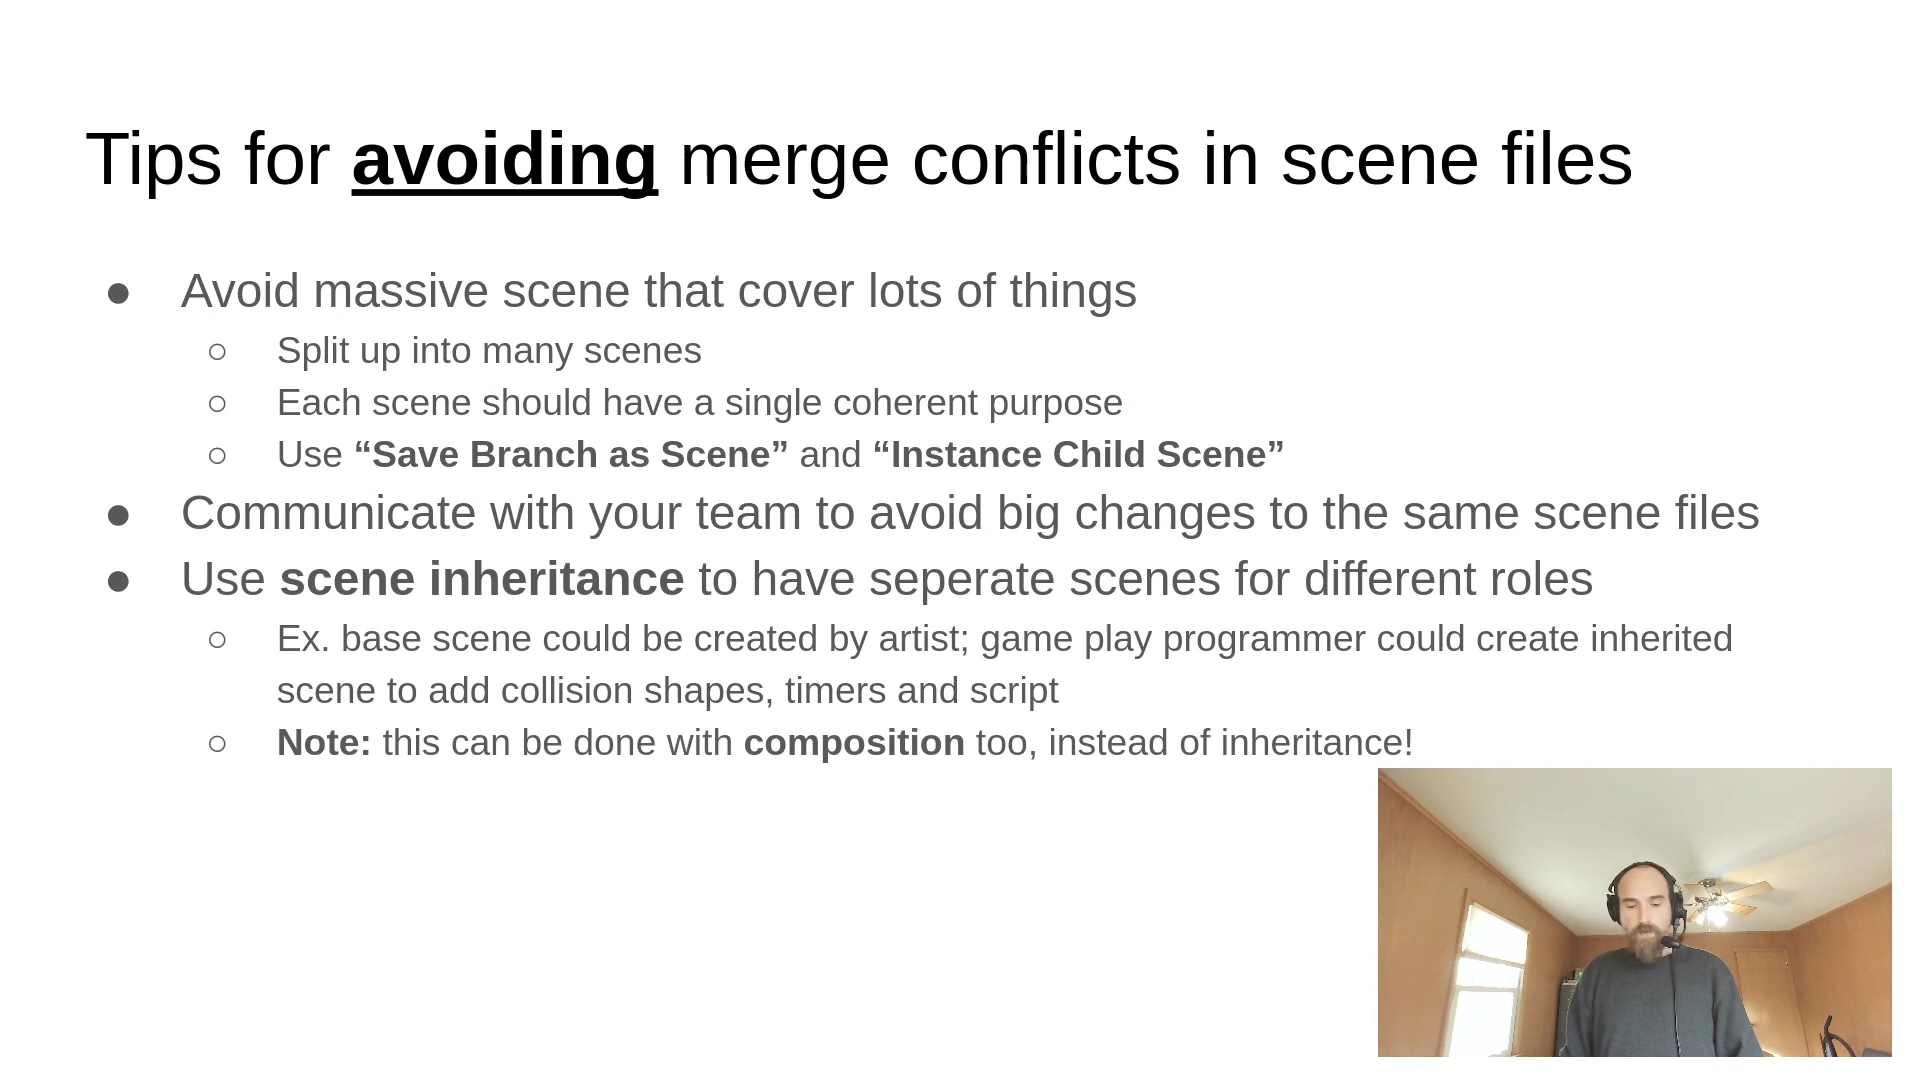 Tips for avoiding merge conflicts in scene files
● Avoid massive scene that cover lots of things
○ Split up into many scenes
○ Each scene should have a single coherent purpose
○ Use “Save Branch as Scene” and “Instance Child Scene”
● Communicate with your team to avoid big changes to the same scene files
● Use scene inheritance to have seperate scenes for different roles
○ Ex. base scene could be created by artist; game play programmer could create inherited
scene to add collision shapes, timers and script
○ Note: this can be done with composition too, instead of inheritance!